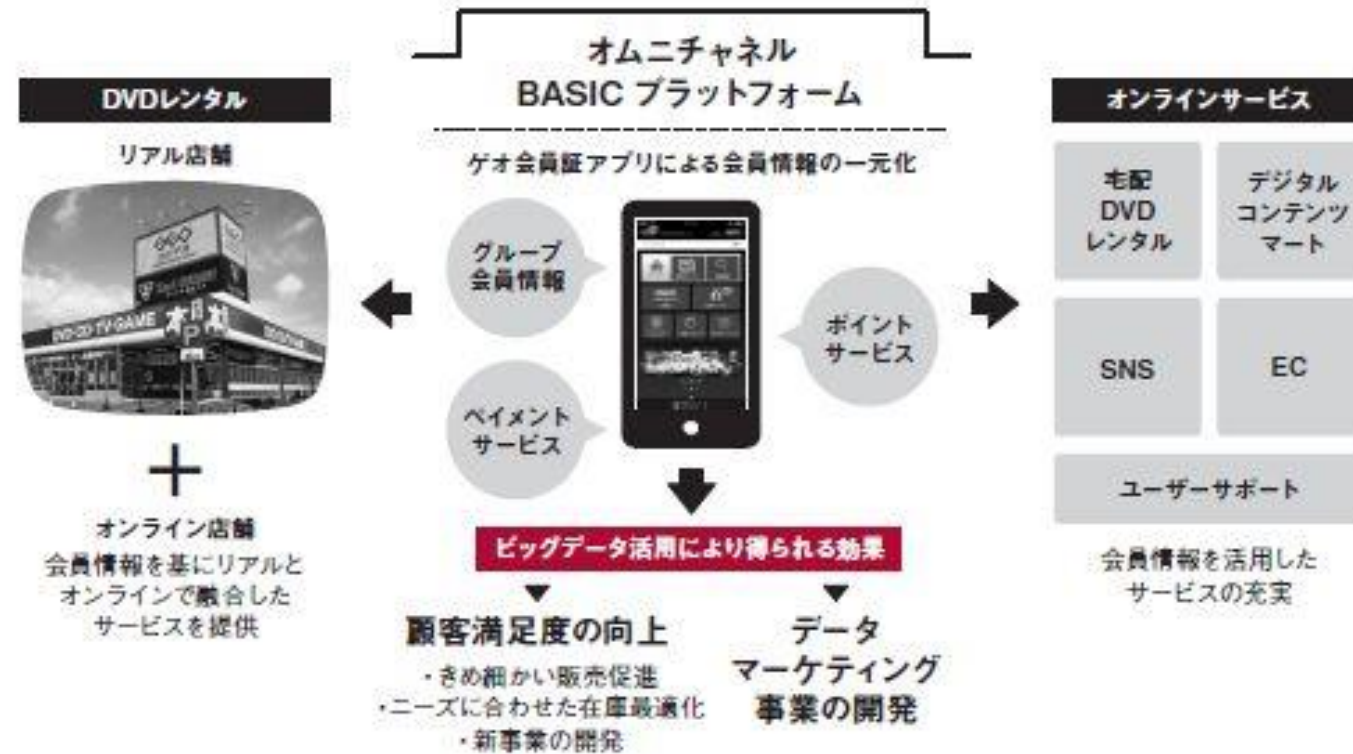 オムニチャネル
BASIC プラットフォーム
ゲオ会員証アプリによる会員情報の一元化
グループ
会員情報
ポイント
サービス
ペイメント
サービス
DVDレンタル
リアル店舗
GEO
DVD・CD・TV-GAME
本
P
+
オンライン店舗
会員情報を基にリアルと
オンラインで融合した
サービスを提供
ビッグデータ活用により得られる効果
顧客満足度の向上
・きめ細かい販売促進
・ニーズに合わせた在庫最適化
・新事業の開発
データ
マーケティング
事業の開発
オンラインサービス
宅配
DVD
レンタル
デジタル
コンテンツ
マート
SNS
EC
ユーザーサポート
会員情報を活用した
サービスの充実